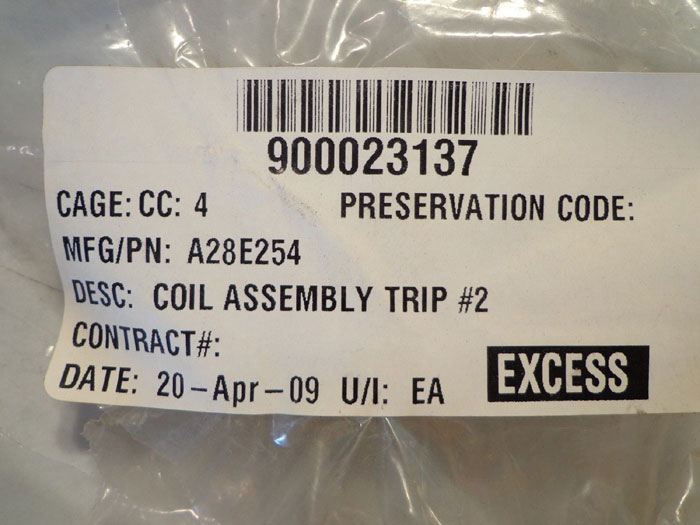 900023137
CAGE: CC: 4 PRESERVATION CODE:
MFG/PN: A28E254
DESC: COIL ASSEMBLY TRIP #2
CONTRACT#:
DATE: 20-Apr-09 U/I: EA EXCESS